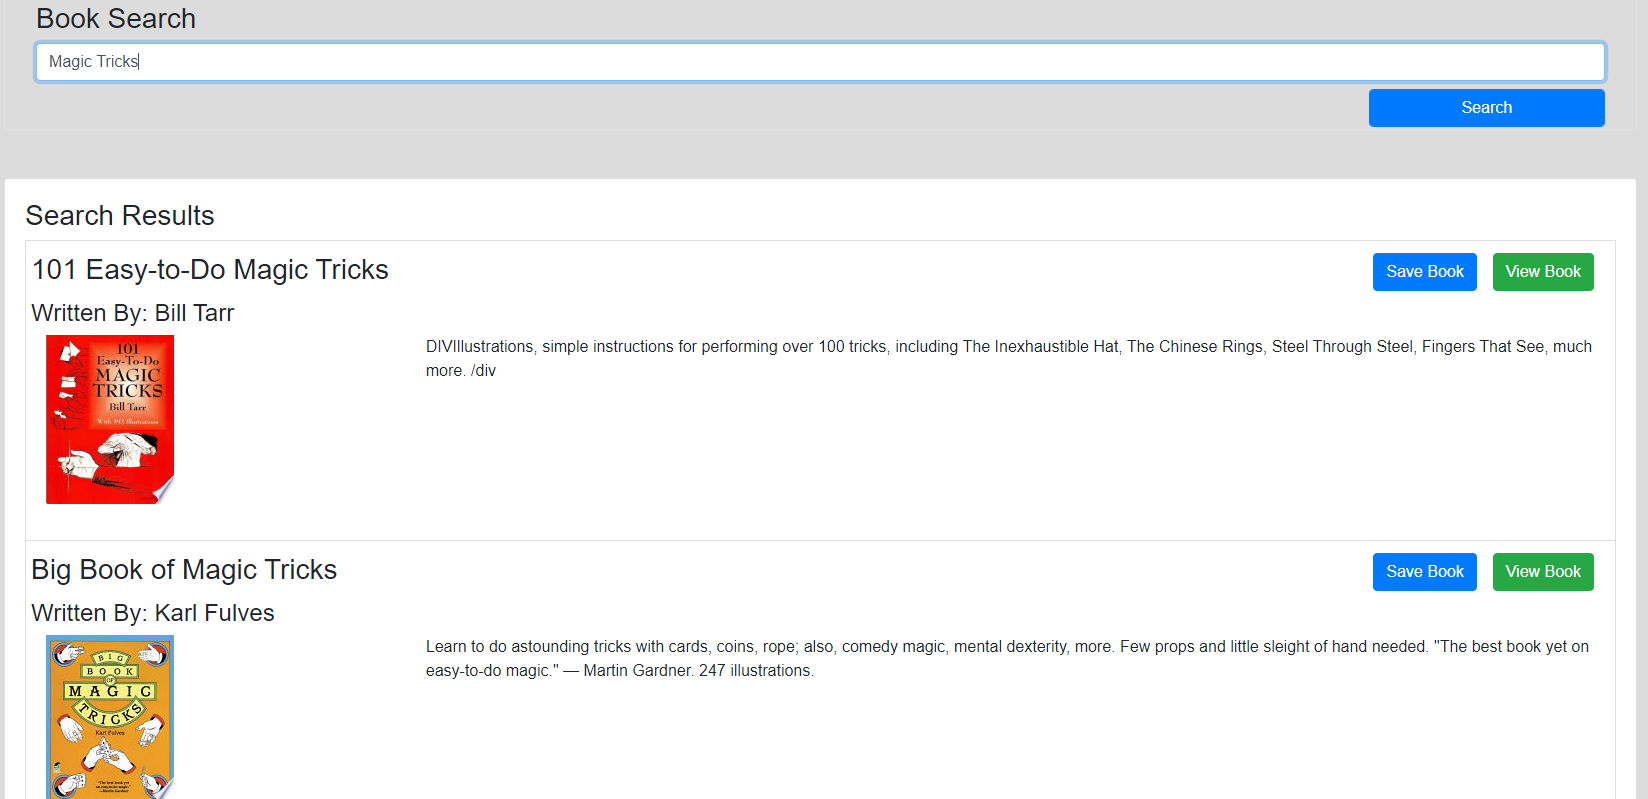 Book Search
Magic Tricks
Search
Search Results
101 Easy-to-Do Magic Tricks
Save Book
View Book
Written By: Bill Tarr
101
Easy-To-Do
MAGIC
TRICKS
Bill Tarr
With 392 Illustrations
DIVIllustrations, simple instructions for performing over 100 tricks, including The Inexhaustible Hat, The Chinese Rings, Steel Through Steel, Fingers That See, much
more. /div
Big Book of Magic Tricks
Save Book
View Book
Written By: Karl Fulves
BIG
BOOK
OF
MAGIC
TRICKS
Karl Fulves
"The best book yet
on easy-to-do magic."
—Martin Gardner
Learn to do astounding tricks with cards, coins, rope; also, comedy magic, mental dexterity, more. Few props and little sleight of hand needed. "The best book yet on
easy-to-do magic." — Martin Gardner. 247 illustrations.